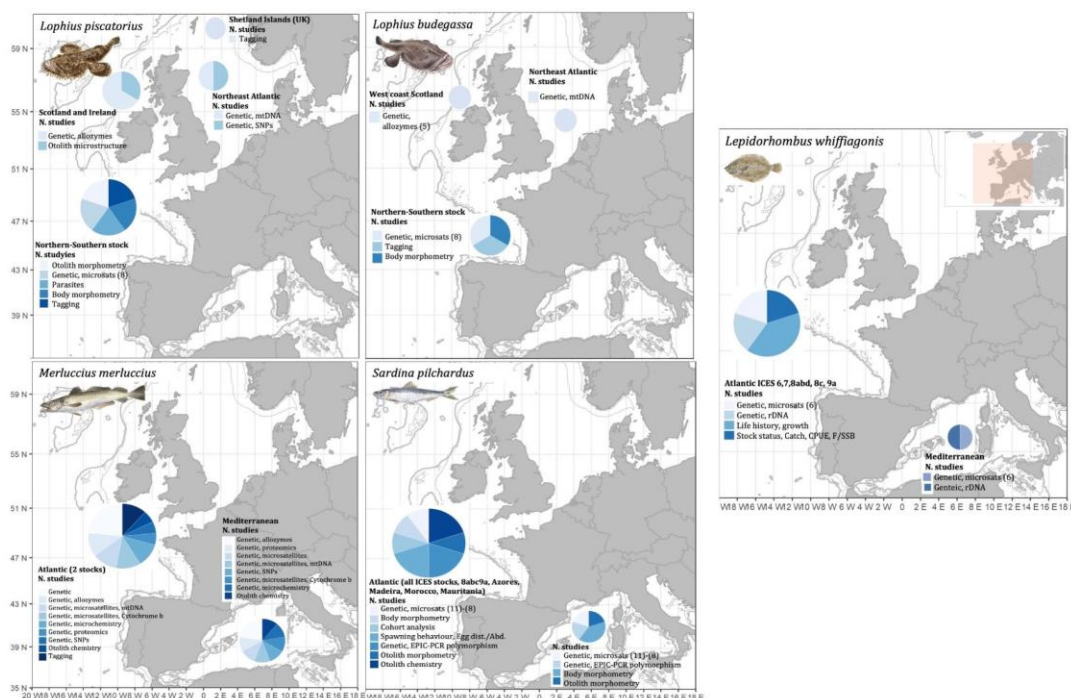 Lophius piscatorius
Shetland Islands (UK)
N. studies
Tagging
Northeast Atlantic
N. studies
Genetic, mtDNA
Genetic, SNPs
Scotland and Ireland
N. studies
Genetic, allozymes
Otolith microstructure
Northern-Southern stock
N. studyies
Otolith morphometry
Genetic, microsats (8)
Parasites
Body morphometry
Tagging
59 N
55 N
51 N
47 N
43 N
39 N
35 N
Lophius budegassa
Northeast Atlantic
N. studies
Genetic, mtDNA
West coast Scotland
N. studies
Genetic,
allozymes (5)
Northern-Southern stock
N. studies
Genetic, microsats (8)
Tagging
Body morphometry
Merluccius merluccius
Mediterranean
N. studies
Genetic, allozymes
Genetic, proteomics
Genetic, microsatellites
Genetic, microsatellites, mtDNA
Genetic, SNPs
Genetic, microsatellites, Cytochrome b
Genetic, microchemistry
Otolith chemistry
Atlantic (2 stocks)
N. studies
Genetic
Genetic, allozymes
Genetic, microsatellites, mtDNA
Genetic, microsatellites, Cytochrome b
Genetic, microchemistry
Genetic, proteomics
Genetic, SNPs
Otolith chemistry
Tagging
59 N
55 N
51 N
47 N
43 N
39 N
35 N
Sardina pilchardus
Atlantic (all ICES stocks, 8abc9a, Azores,
Madeira, Morocco, Mauritania)
N. studies
Genetic, microsats (11)-(8)
Body morphometry
Cohort analysis
Spawning behaviour, Egg dist./Abd.
Genetic, EPIC-PCR polymorphism
Otolith morphometry
Otolith chemistry
N. studies
Genetic, microsats (11)-(8)
Genetic, EPIC-PCR polymorphism
Body morphometry
Otolith morphometry
Lepidorhombus whiffiagonis
Atlantic ICES 6,7,8abd, 8c, 9a
N. studies
Genetic, microsats (6)
Genetic, rDNA
Life history, growth
Stock status, Catch, CPUE, F/SSB
Mediterranean
N. studies
Genetic, microsats (6)
Genteic, rDNA